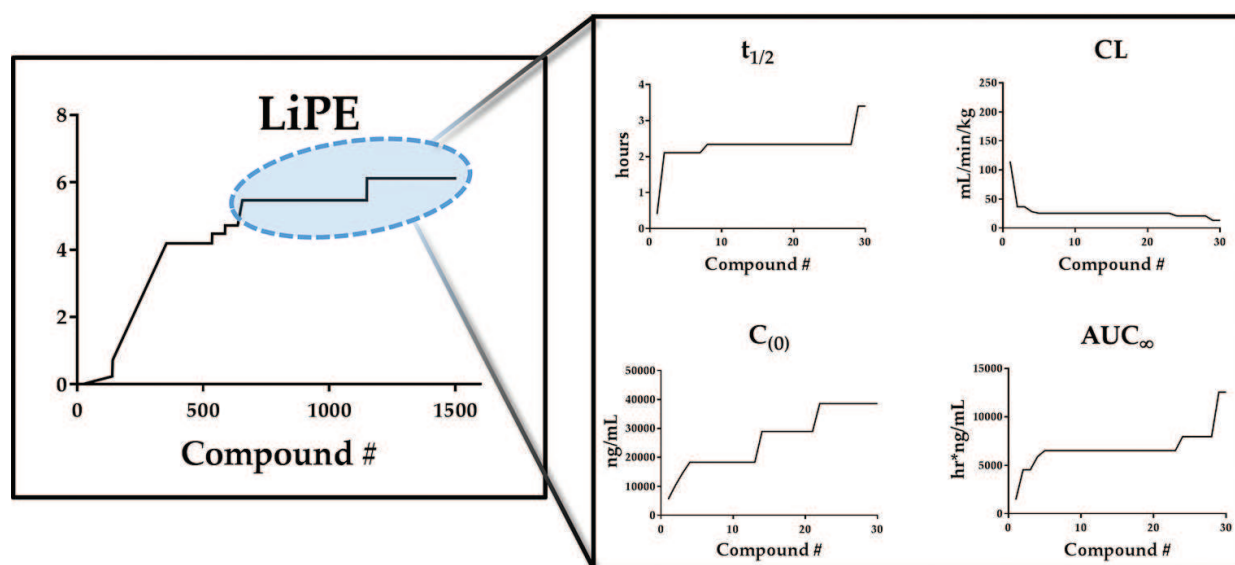 LiPE
8
6
4
2
0
0 500 1000 1500
Compound #
t1/2
hours
4
3
2
1
0
0 10 20 30
Compound #
CL
mL/min/kg
250
200
150
100
50
0
0 10 20 30
Compound #
C(0)
ng/mL
50000
40000
30000
20000
10000
0
0 10 20 30
Compound #
AUC∞
hr*ng/mL
15000
10000
5000
0
0 10 20 30
Compound #